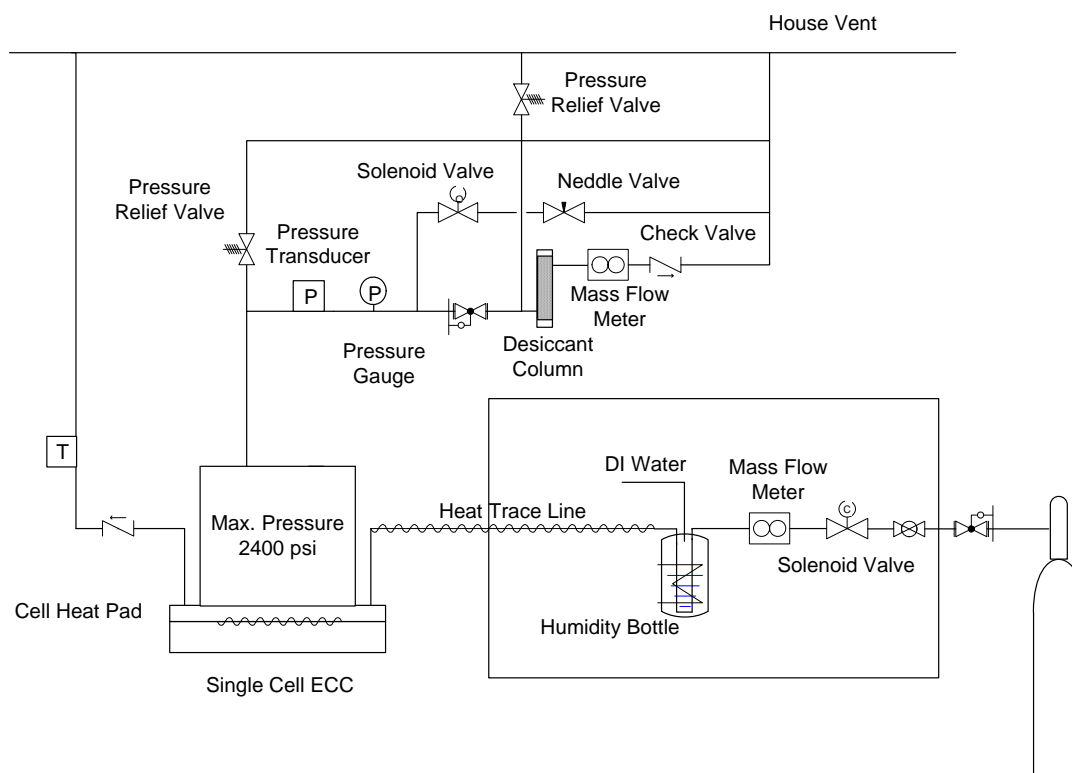 House Vent
Pressure
Relief Valve
Solenoid Valve
Neddle Valve
Pressure
Relief Valve
Pressure
Transducer
Check Valve
P
P
Mass Flow
Meter
Pressure
Gauge
Desiccant
Column
T
DI Water
Mass Flow
Meter
Heat Trace Line
Max. Pressure
2400 psi
C
Solenoid Valve
Cell Heat Pad
Humidity Bottle
Single Cell ECC